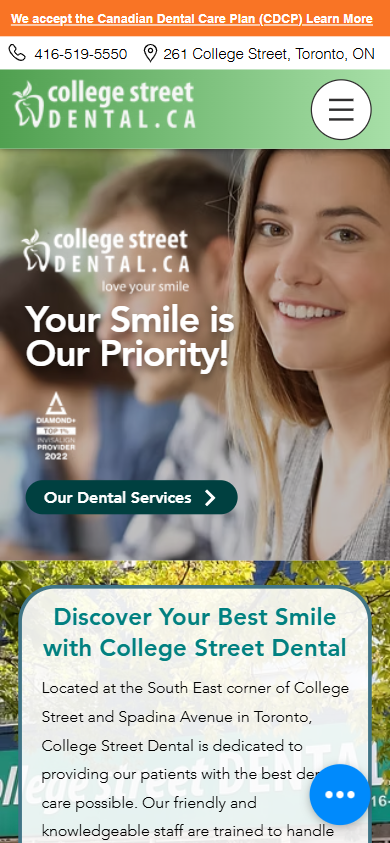 We accept the Canadian Dental Care Plan (CDCP) Learn More
416-519-5550 261 College Street, Toronto, ON
college street
DENTAL.CA
college street
DENTAL.CA
love your smile
Your Smile is
Our Priority!
DIAMOND+
TOP 1%
INVISALIGN
PROVIDER
2022
Our Dental Services
Discover Your Best Smile
with College Street Dental
Located at the South East corner of College
Street and Spadina Avenue in Toronto,
College Street Dental is dedicated to
providing our patients with the best
care possible. Our friendly and
knowledgeable staff are trained to handle